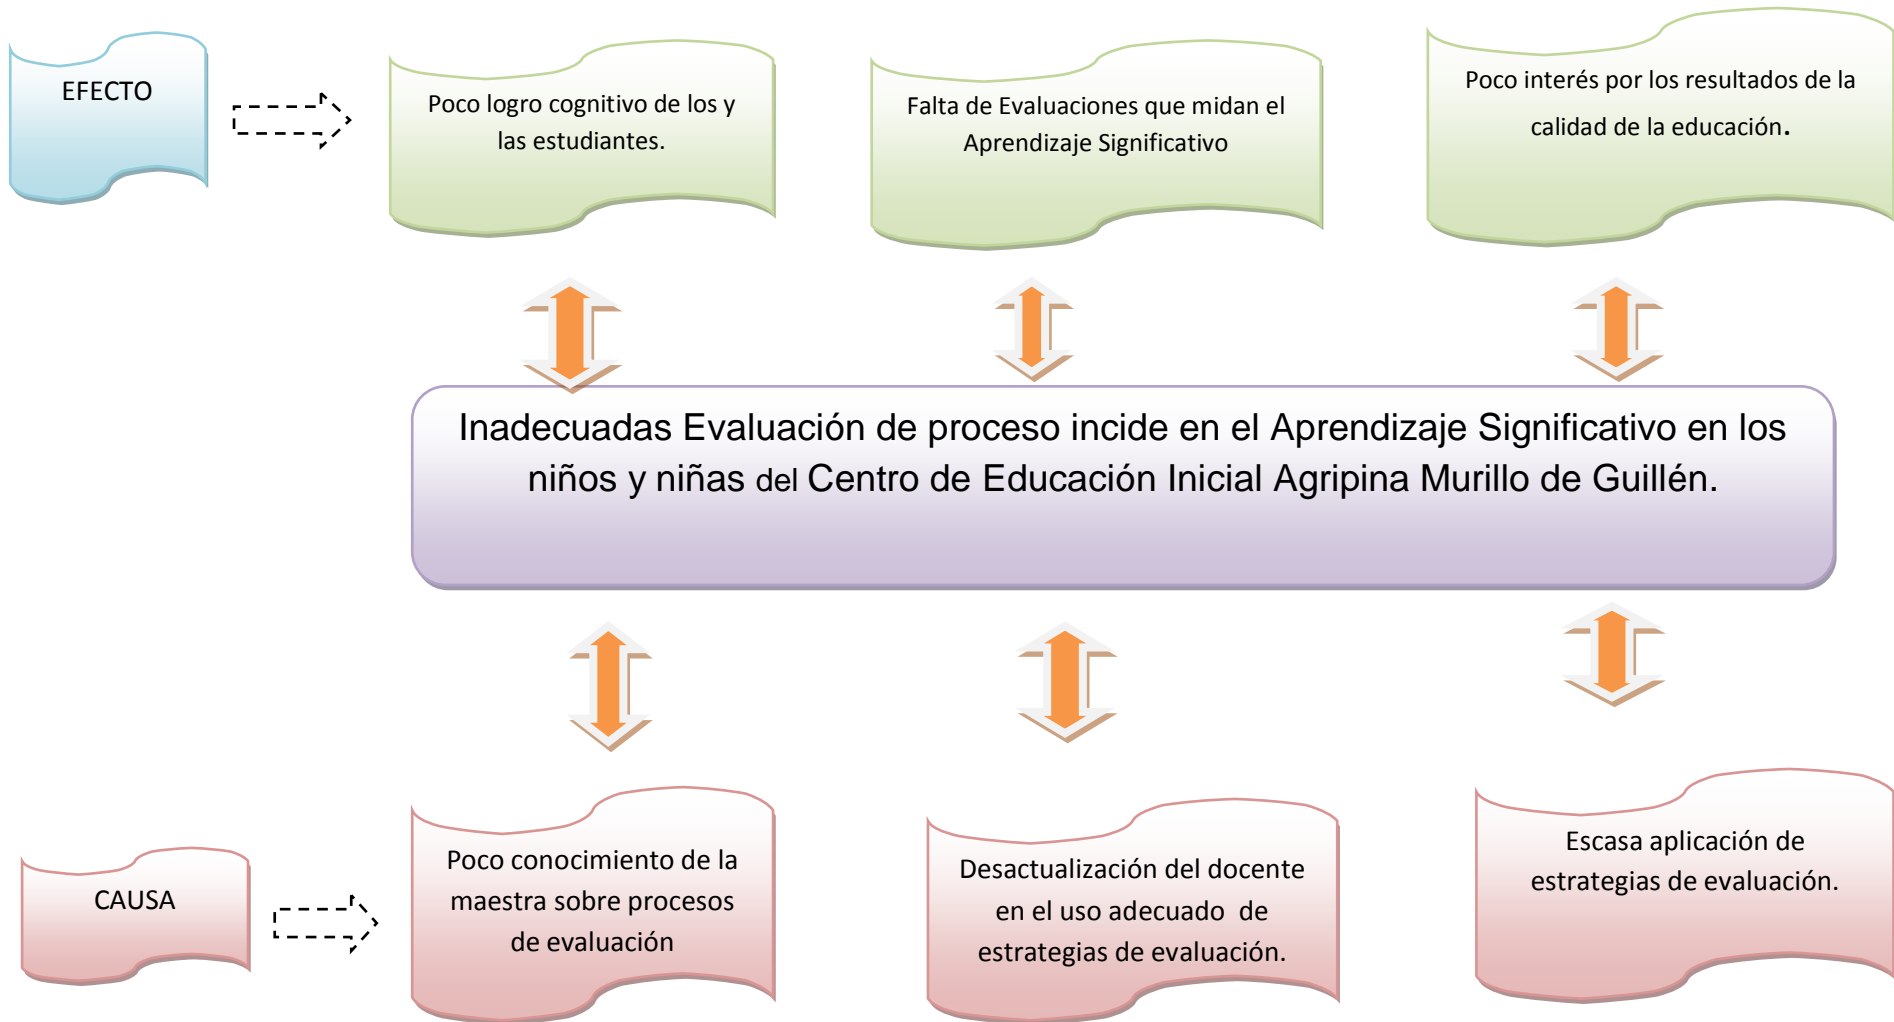 EFECTO
Poco logro cognitivo de los y
las estudiantes.
Falta de Evaluaciones que midan el
Aprendizaje Significativo
Poco interés por los resultados de la
calidad de la educación.
Inadecuadas Evaluación de proceso incide en el Aprendizaje Significativo en los
niños y niñas del Centro de Educación Inicial Agripina Murillo de Guillén.
CAUSA
Poco conocimiento de la
maestra sobre procesos
de evaluación
Desactualización del docente
en el uso adecuado de
estrategias de evaluación.
Escasa aplicación de
estrategias de evaluación.